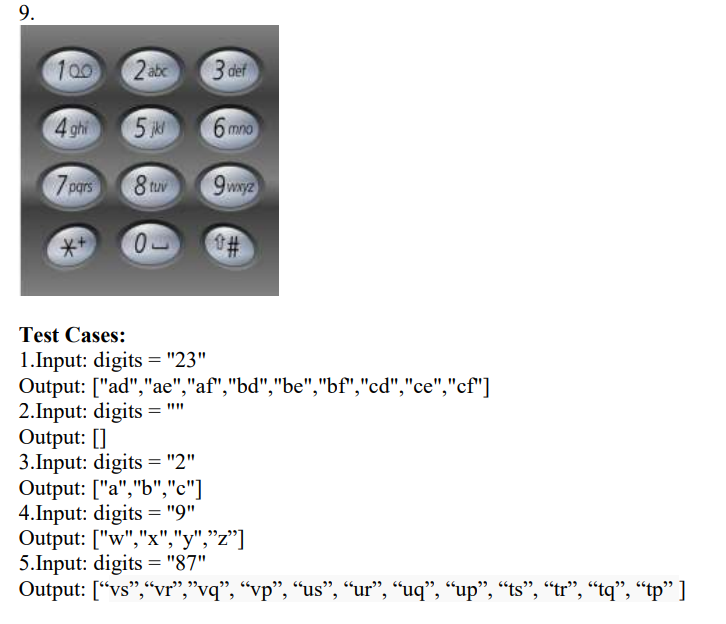 9.
1 QO
2 abc
3 def
4 ghi
5 jkl
6 mno
7 pqrs
8 tuv
9 wxyz
*+
0
⇧#
Test Cases:
1.Input: digits = "23"
Output: ["ad","ae","af","bd","be","bf","cd","ce","cf"]
2.Input: digits = ""
Output: []
3.Input: digits = "2"
Output: ["a","b","c"]
4.Input: digits = "9"
Output: ["w","x","y",”z”]
5.Input: digits = "87"
Output: [“vs”,“vr”,”vq”, “vp”, “us”, “ur”, “uq”, “up”, “ts”, “tr”, “tq”, “tp” ]